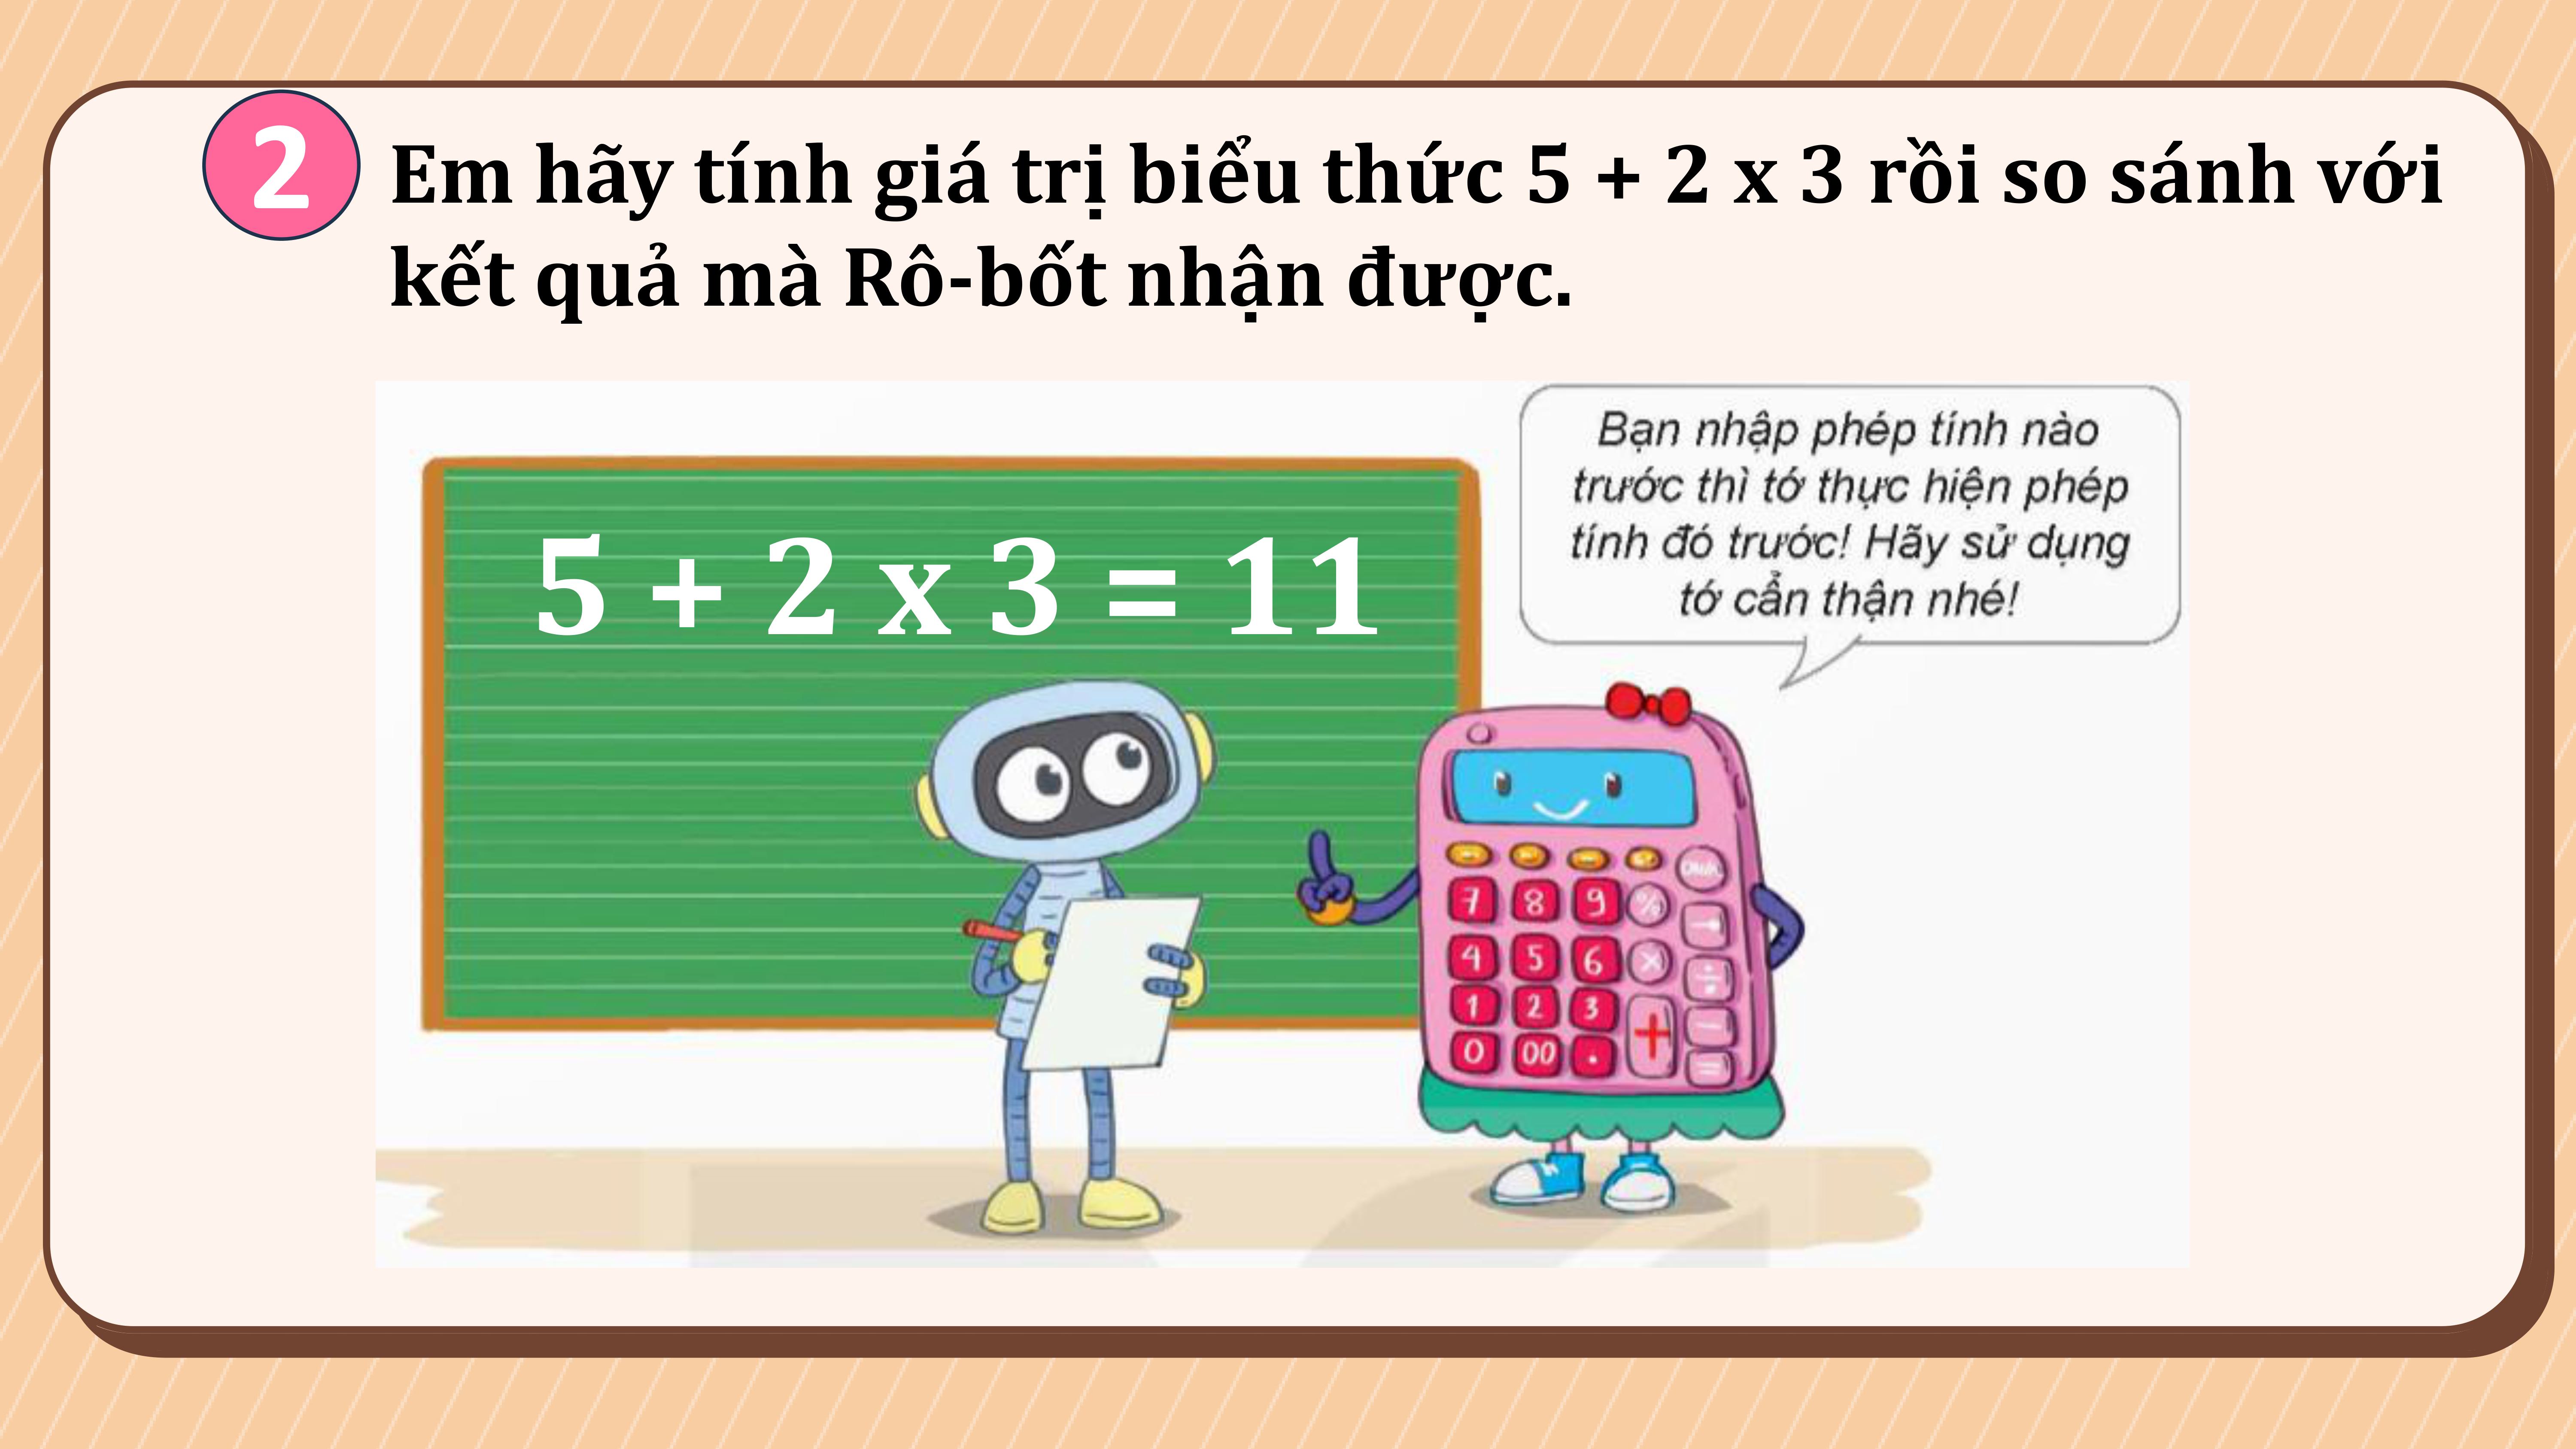 2
Em hãy tính giá trị biểu thức 5 + 2 x 3 rồi so sánh với
kết quả mà Rô-bốt nhận được.
Bạn nhập phép tính nào
trước thì tớ thực hiện phép
tính đó trước! Hãy sử dụng
tớ cẩn thận nhé!
5 + 2 x 3 = 11
7 8 9 %
4 5 6 × ÷
1 2 3 + −
0 00 . =